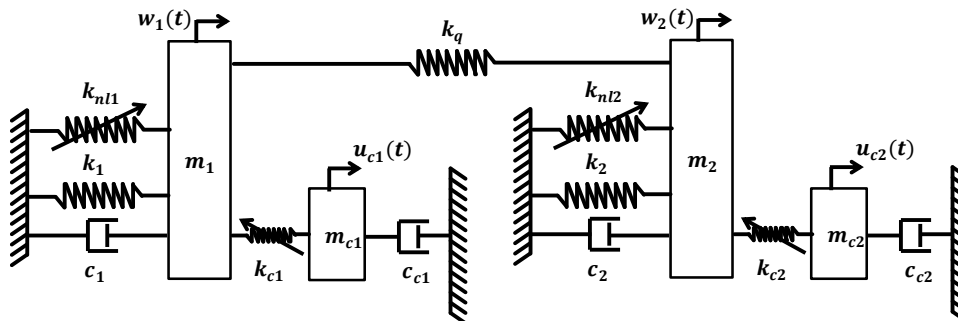 w₁(t)
w₂(t)
k_q
k_nl1
k_nl2
u_c1(t)
u_c2(t)
k₁
m₁
k₂
m₂
m_c1
m_c2
c₁
k_c1
c_c1
c₂
k_c2
c_c2